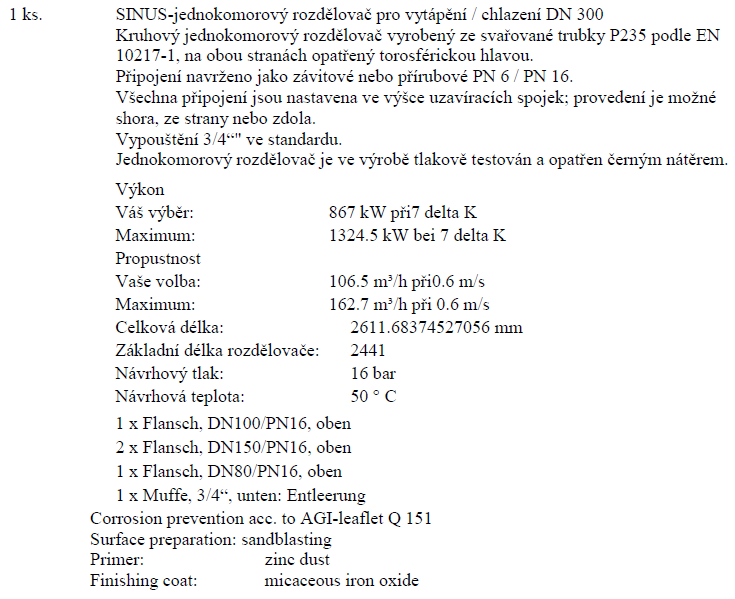 1 ks. SINUS-jednokomorový rozdělovač pro vytápění / chlazení DN 300
Kruhový jednokomorový rozdělovač vyrobený ze svařované trubky P235 podle EN
10217-1, na obou stranách opatřený torosférickou hlavou.
Připojení navrženo jako závitové nebo přírubové PN 6 / PN 16.
Všechna připojení jsou nastavena ve výšce uzavíracích spojek; provedení je možné
shora, ze strany nebo zdola.
Vypouštění 3/4“" ve standardu.
Jednokomorový rozdělovač je ve výrobě tlakově testován a opatřen černým nátěrem.
Výkon
Váš výběr: 867 kW při7 delta K
Maximum: 1324.5 kW bei 7 delta K
Propustnost
Vaše volba: 106.5 m³/h při0.6 m/s
Maximum: 162.7 m³/h při 0.6 m/s
Celková délka: 2611.68374527056 mm
Základní délka rozdělovače: 2441
Návrhový tlak: 16 bar
Návrhová teplota: 50 ° C
1 x Flansch, DN100/PN16, oben
2 x Flansch, DN150/PN16, oben
1 x Flansch, DN80/PN16, oben
1 x Muffe, 3/4“, unten: Entleerung
Corrosion prevention acc. to AGI-leaflet Q 151
Surface preparation: sandblasting
Primer: zinc dust
Finishing coat: micaceous iron oxide